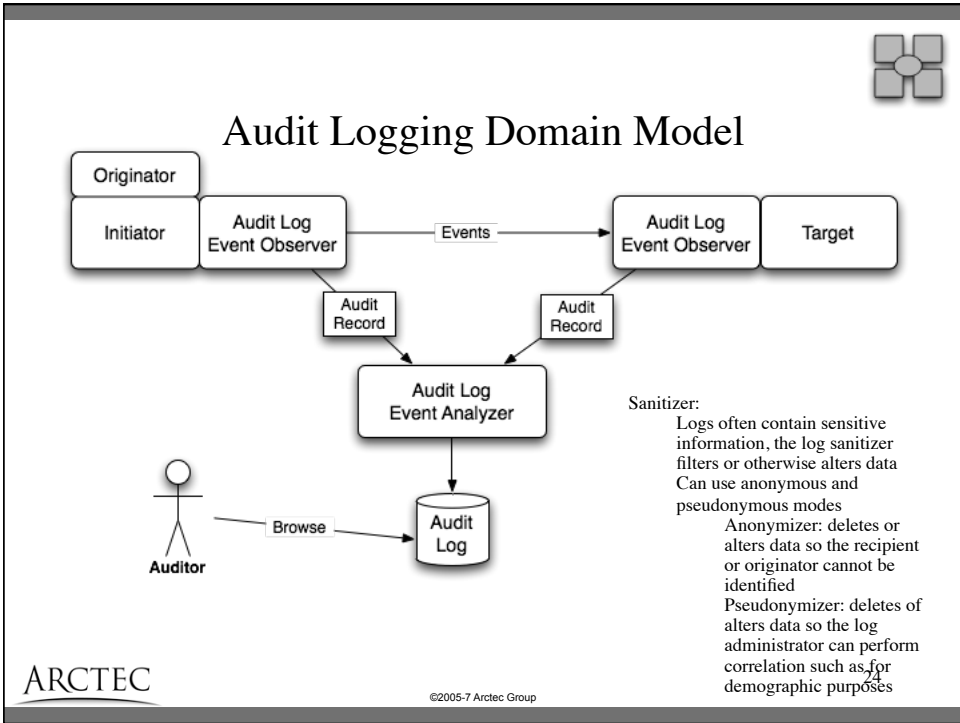 Audit Logging Domain Model
Originator
Initiator
Audit Log
Event Observer
Events
Audit Log
Event Observer
Target
Audit
Record
Audit
Record
Audit Log
Event Analyzer
Sanitizer:
Logs often contain sensitive
information, the log sanitizer
filters or otherwise alters data
Can use anonymous and
pseudonymous modes
Anonymizer: deletes or
alters data so the recipient
or originator cannot be
identified
Pseudonymizer: deletes of
alters data so the log
administrator can perform
correlation such as for
demographic purposes
Browse
Audit
Log
Auditor
ARCTEC
©2005-7 Arctec Group
24